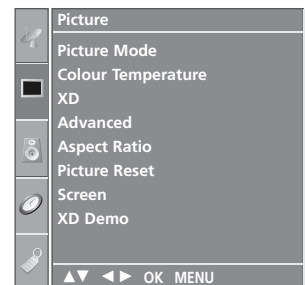 Picture
Picture Mode
Colour Temperature
XD
Advanced
Aspect Ratio
Picture Reset
Screen
XD Demo
▲▼ ◄► OK MENU